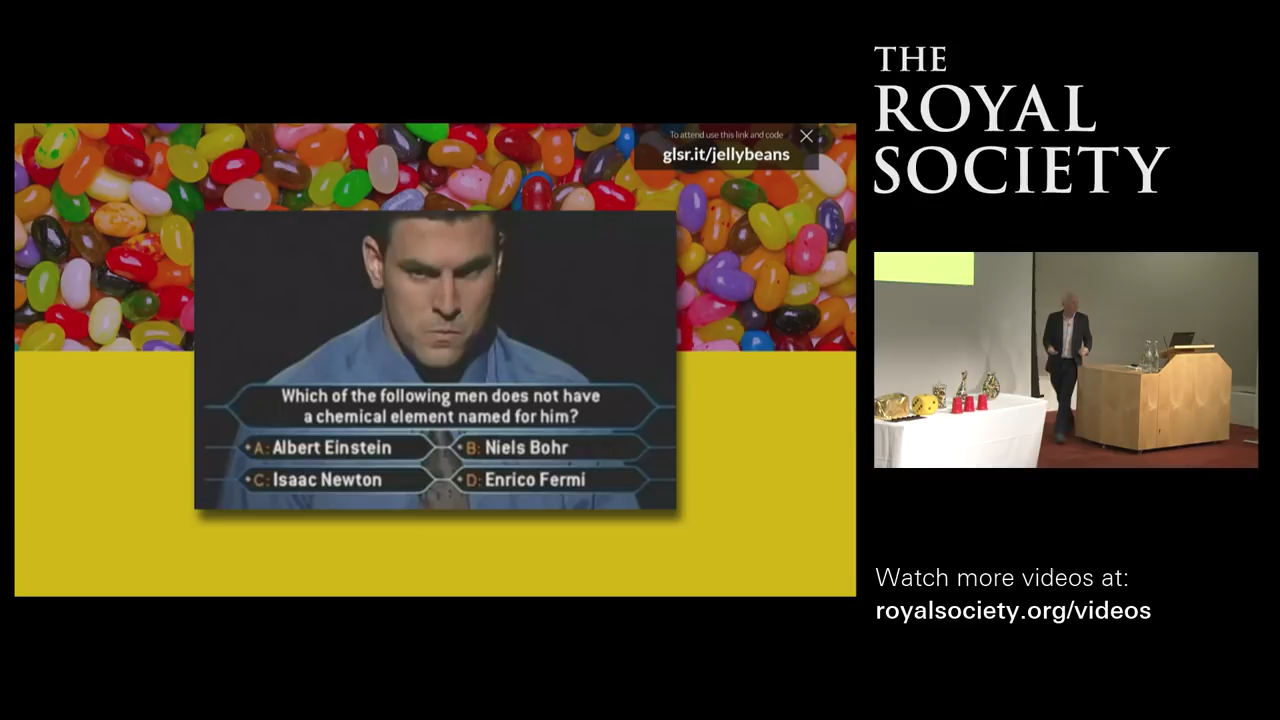 To attend use this link and code
glsr.it/jellybeans
Which of the following men does not have
a chemical element named for him?
A: Albert Einstein
B: Niels Bohr
C: Isaac Newton
D: Enrico Fermi
THE
ROYAL
SOCIETY
Watch more videos at:
royalsociety.org/videos